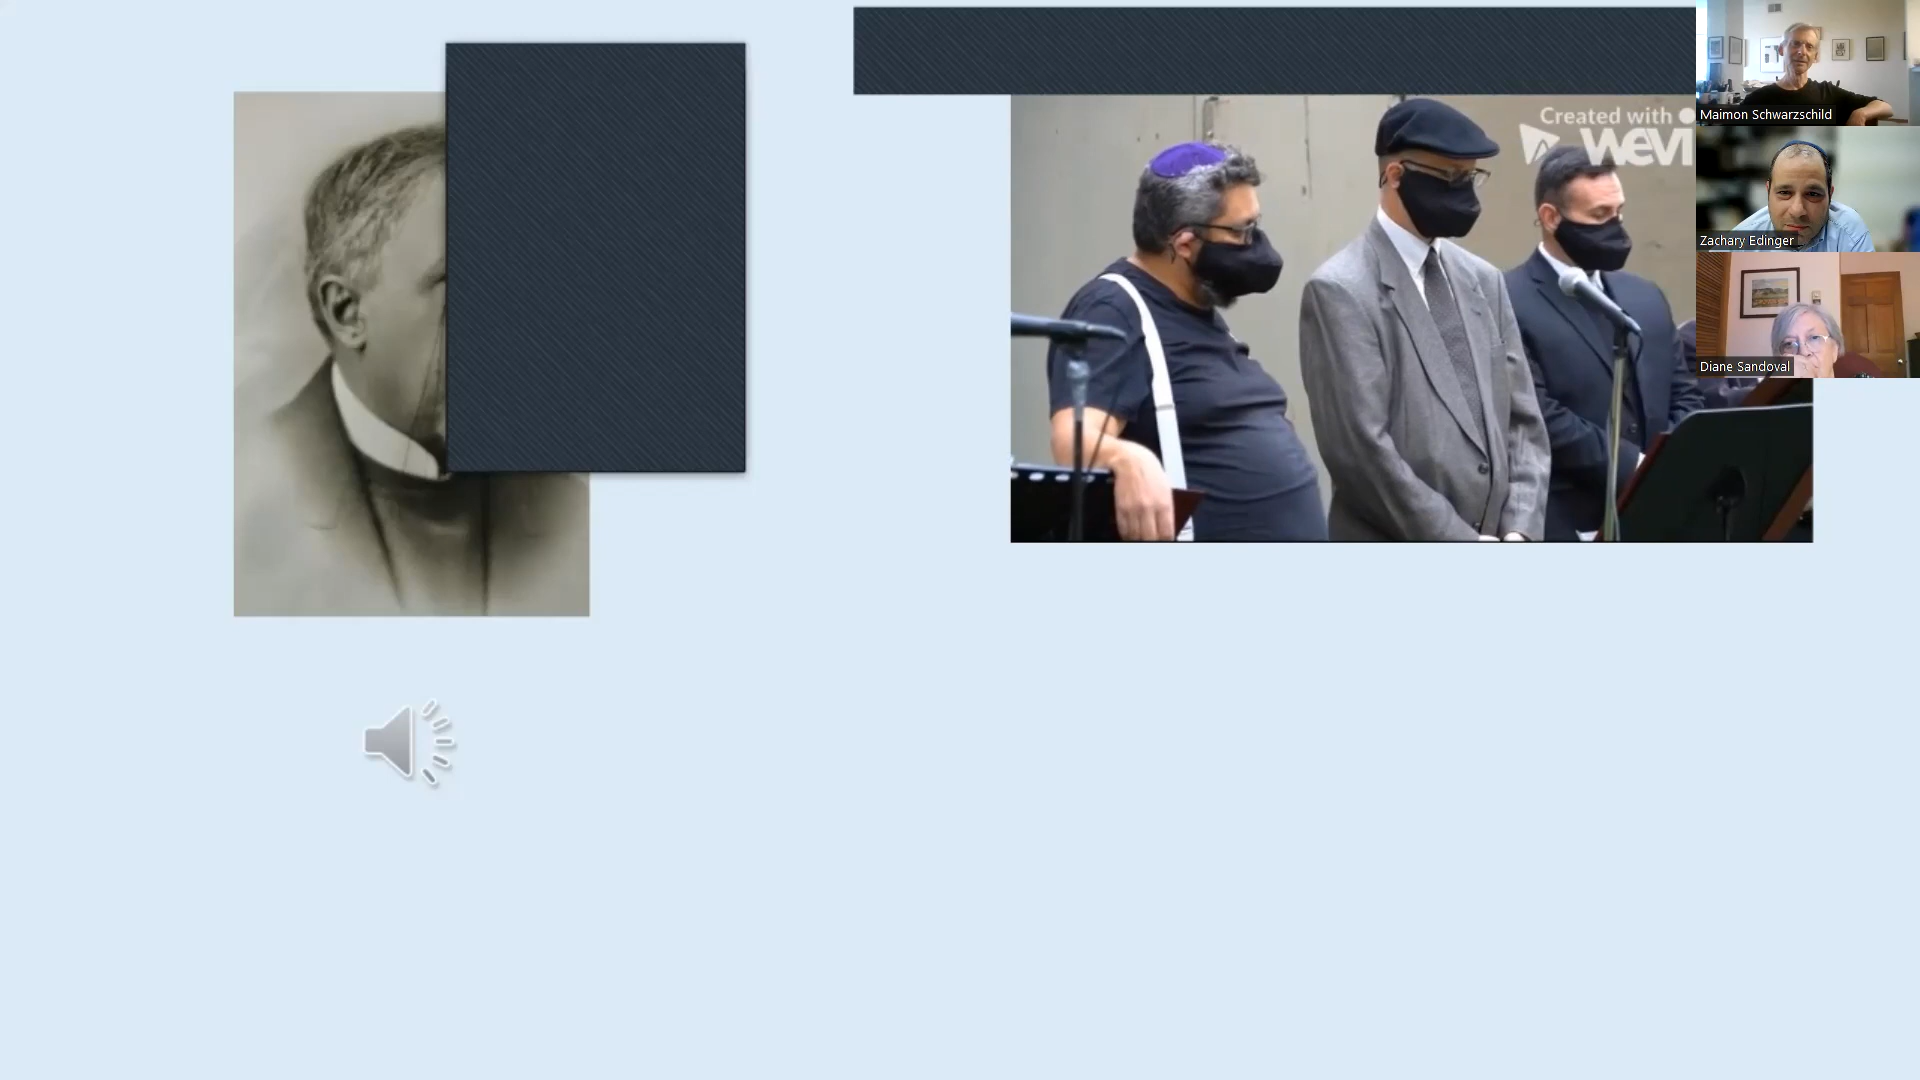 Created with
WEVI
Maimon Schwarzschild
Zachary Edinger
Diane Sandoval